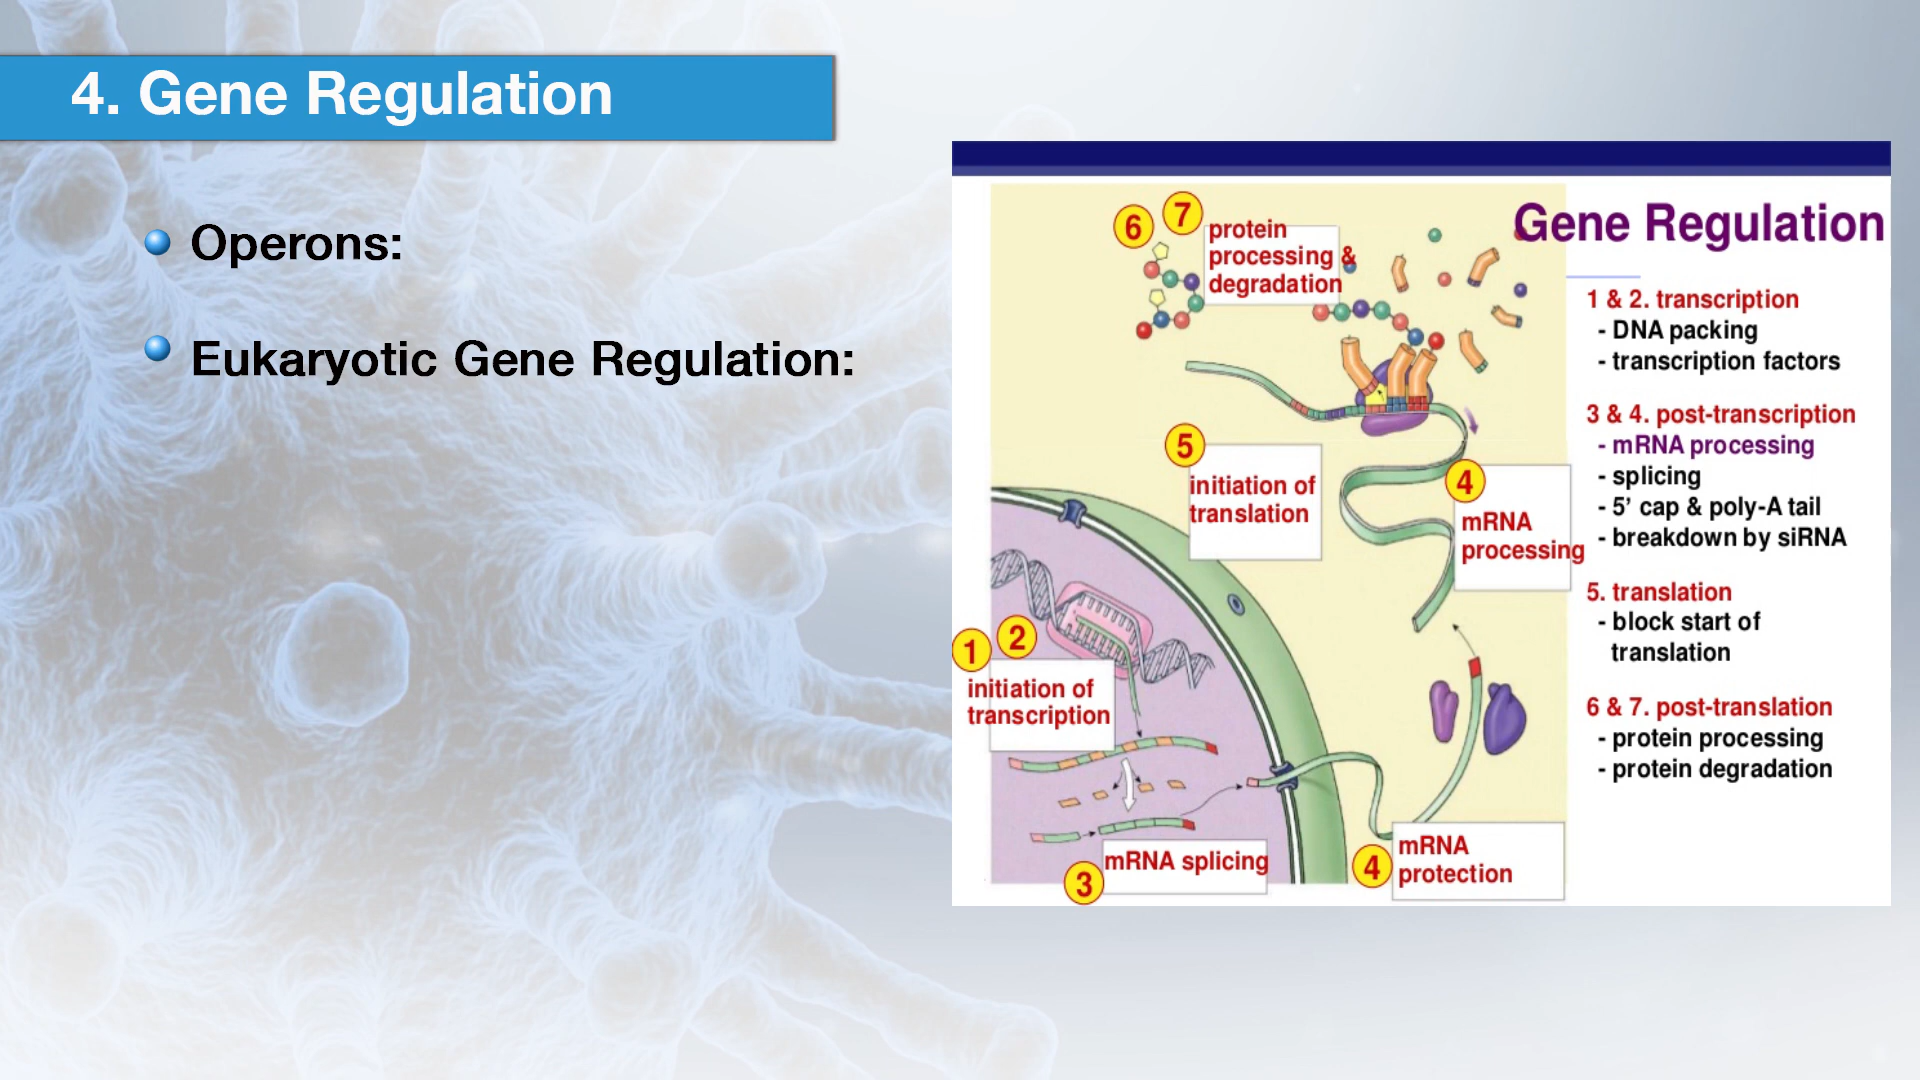 4. Gene Regulation
Operons:
Eukaryotic Gene Regulation:
Gene Regulation
6
7
protein
processing &
degradation
5
initiation of
translation
4
mRNA
processing
1
2
initiation of
transcription
mRNA splicing
3
4
mRNA
protection
1 & 2. transcription
- DNA packing
- transcription factors
3 & 4. post-transcription
- mRNA processing
- splicing
- 5’ cap & poly-A tail
- breakdown by siRNA
5. translation
- block start of
translation
6 & 7. post-translation
- protein processing
- protein degradation